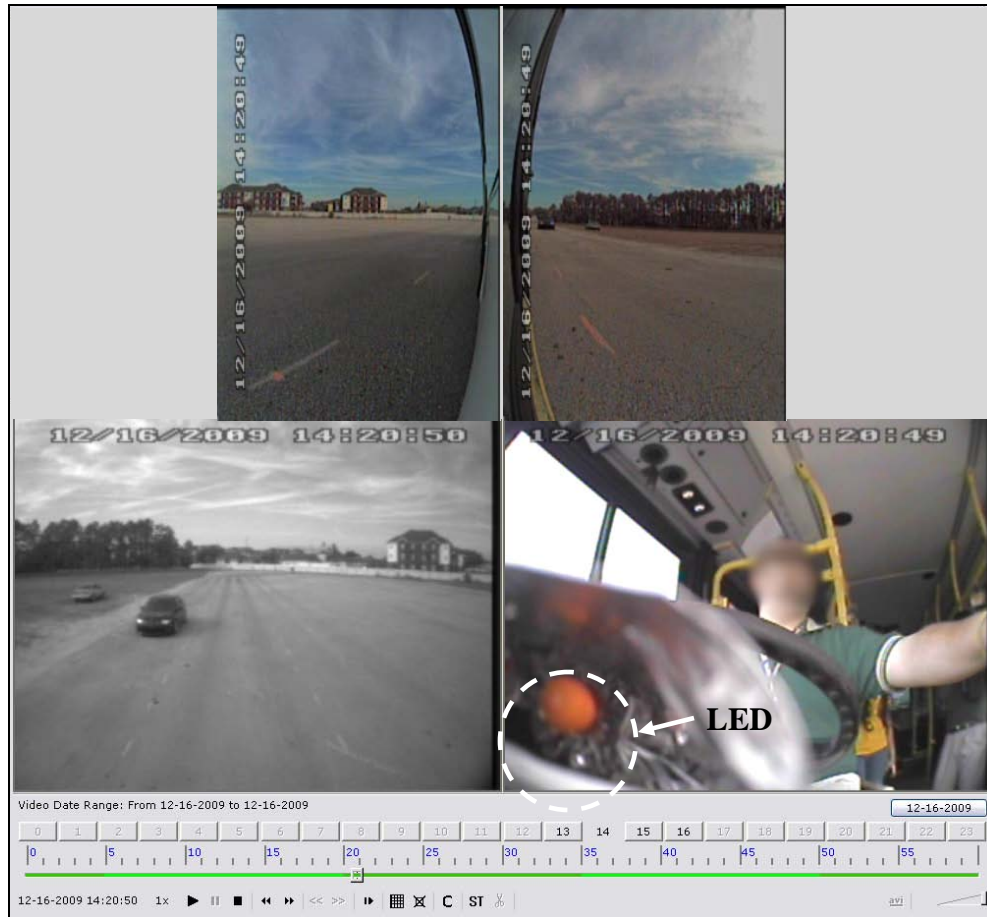 12/16/2009 14:20:49
12/16/2009 14:20:49
12/16/2009 14:20:50
12/16/2009 14:20:49
LED
Video Date Range: From 12-16-2009 to 12-16-2009
12-16-2009
0 1 2 3 4 5 6 7 8 9 10 11 12 13 14 15 16 17 18 19 20 21 22 23
0 5 10 15 20 25 30 35 40 45 50 55
12-16-2009 14:20:50 1x << >> C ST avi